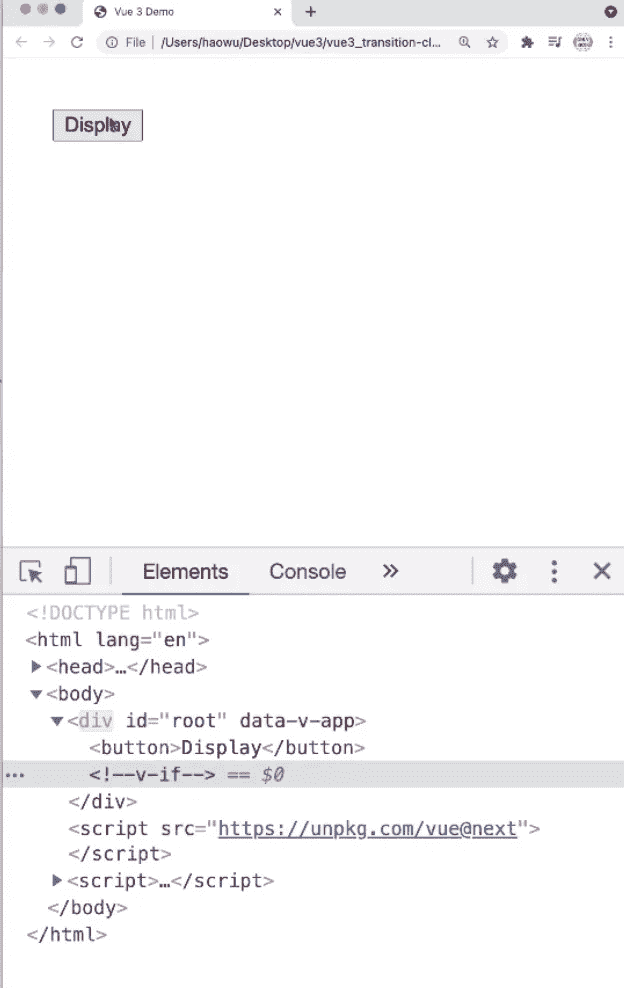 Vue 3 Demo
File | /Users/haowu/Desktop/vue3/vue3_transition-cl...
Display
Elements Console
<!DOCTYPE html>
<html lang="en">
<head>…</head>
<body>
<div id="root" data-v-app>
<button>Display</button>
<!--v-if--> == $0
</div>
<script src="https://unpkg.com/vue@next">
</script>
<script>…</script>
</body>
</html>